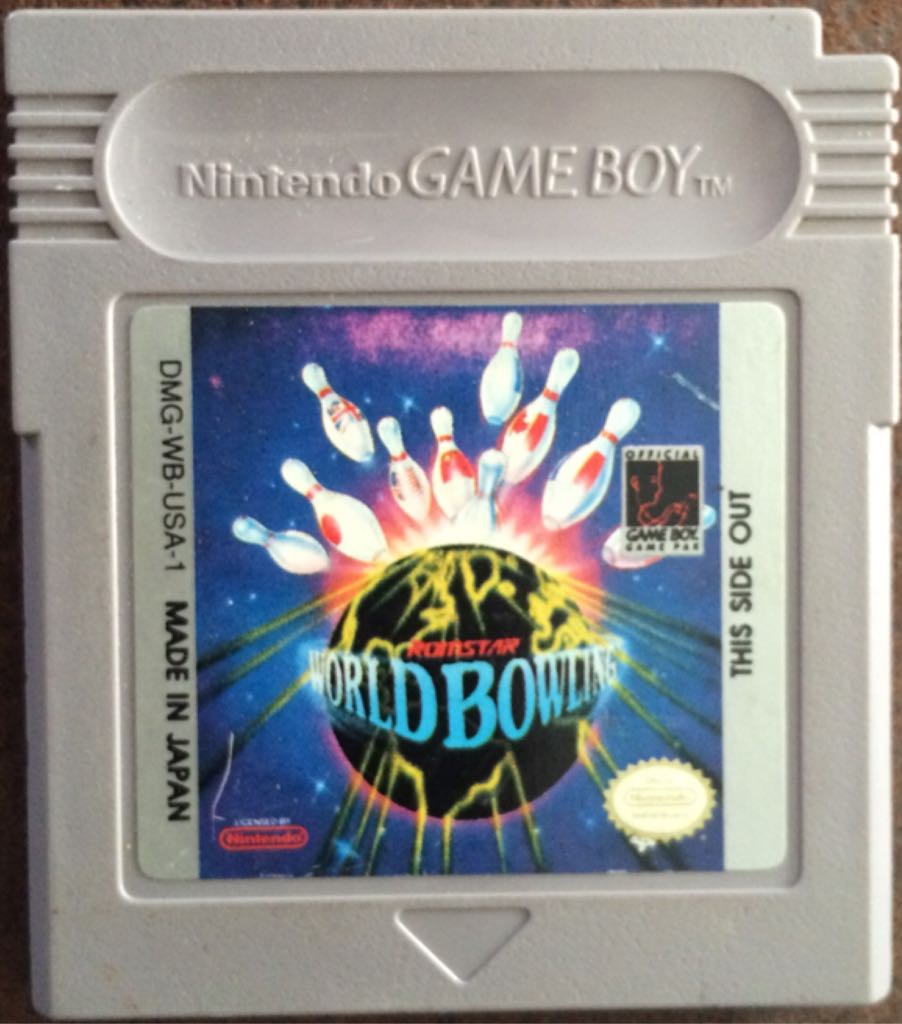 Nintendo GAME BOY TM
DMG-WB-USA-1 MADE IN JAPAN
OFFICIAL
GAME BOY
GAME PAK
THIS SIDE OUT
ROMSTAR
WORLD BOWLING
LICENSED BY
Nintendo
Nintendo